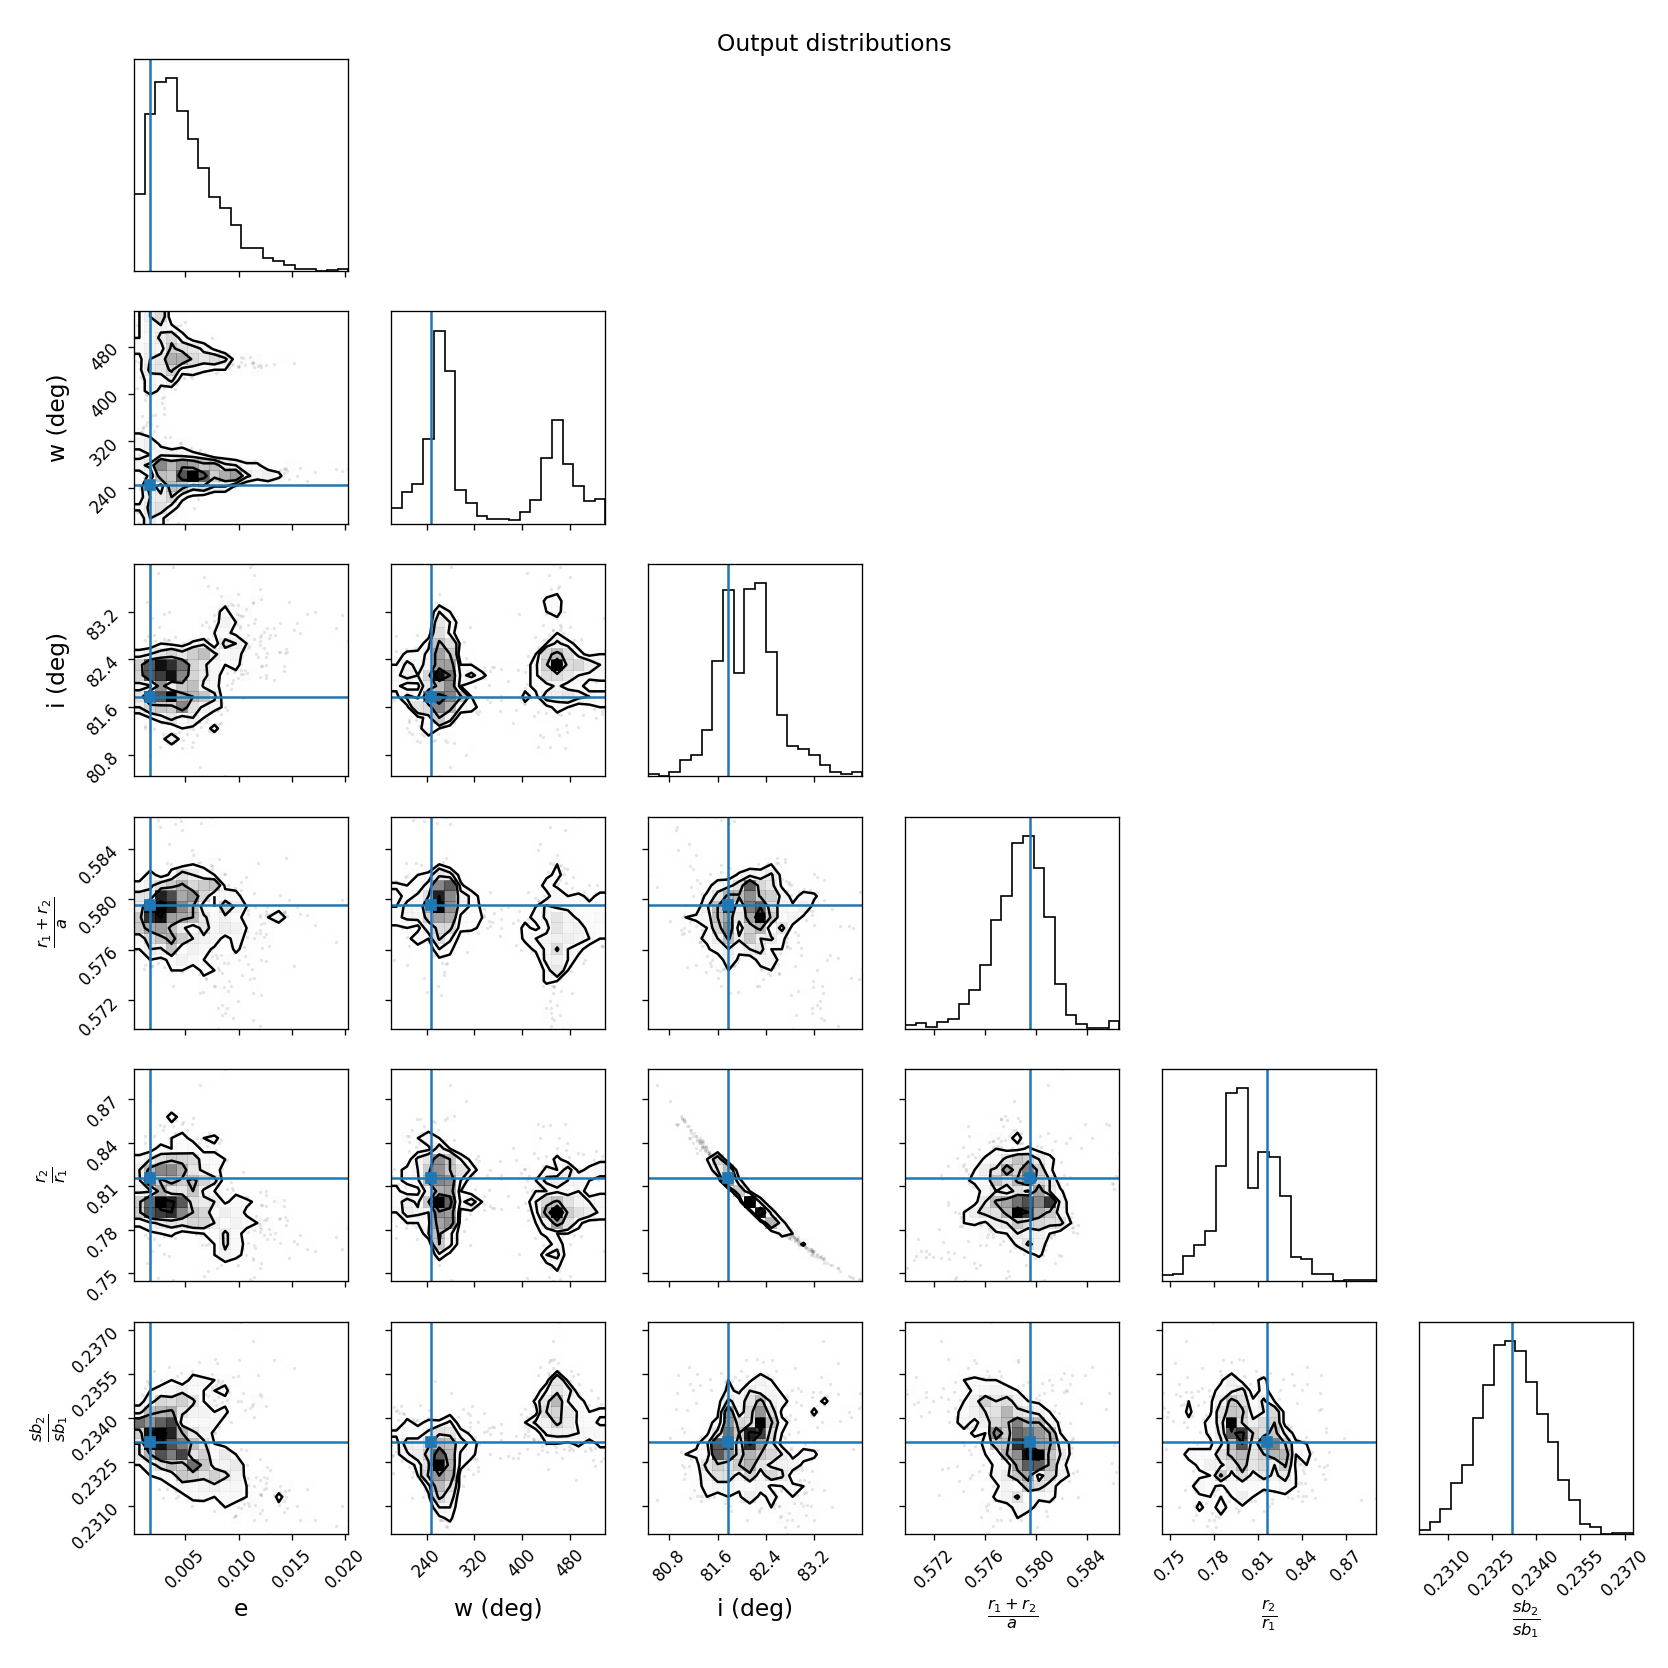 Output distributions
480
400
320
240
w (deg)
83.2
82.4
81.6
80.8
i (deg)
0.584
0.580
0.576
0.572
r₁ + r₂
a
0.87
0.84
0.81
0.78
0.75
r₂
r₁
0.2370
0.2355
0.2340
0.2325
0.2310
sb₂
sb₁
0.005 0.010 0.015 0.020
240 320 400 480
80.8 81.6 82.4 83.2
0.572 0.576 0.580 0.584
0.75 0.78 0.81 0.84 0.87
0.2310 0.2325 0.2340 0.2355 0.2370
e
w (deg)
i (deg)
r₁ + r₂
a
r₂
r₁
sb₂
sb₁